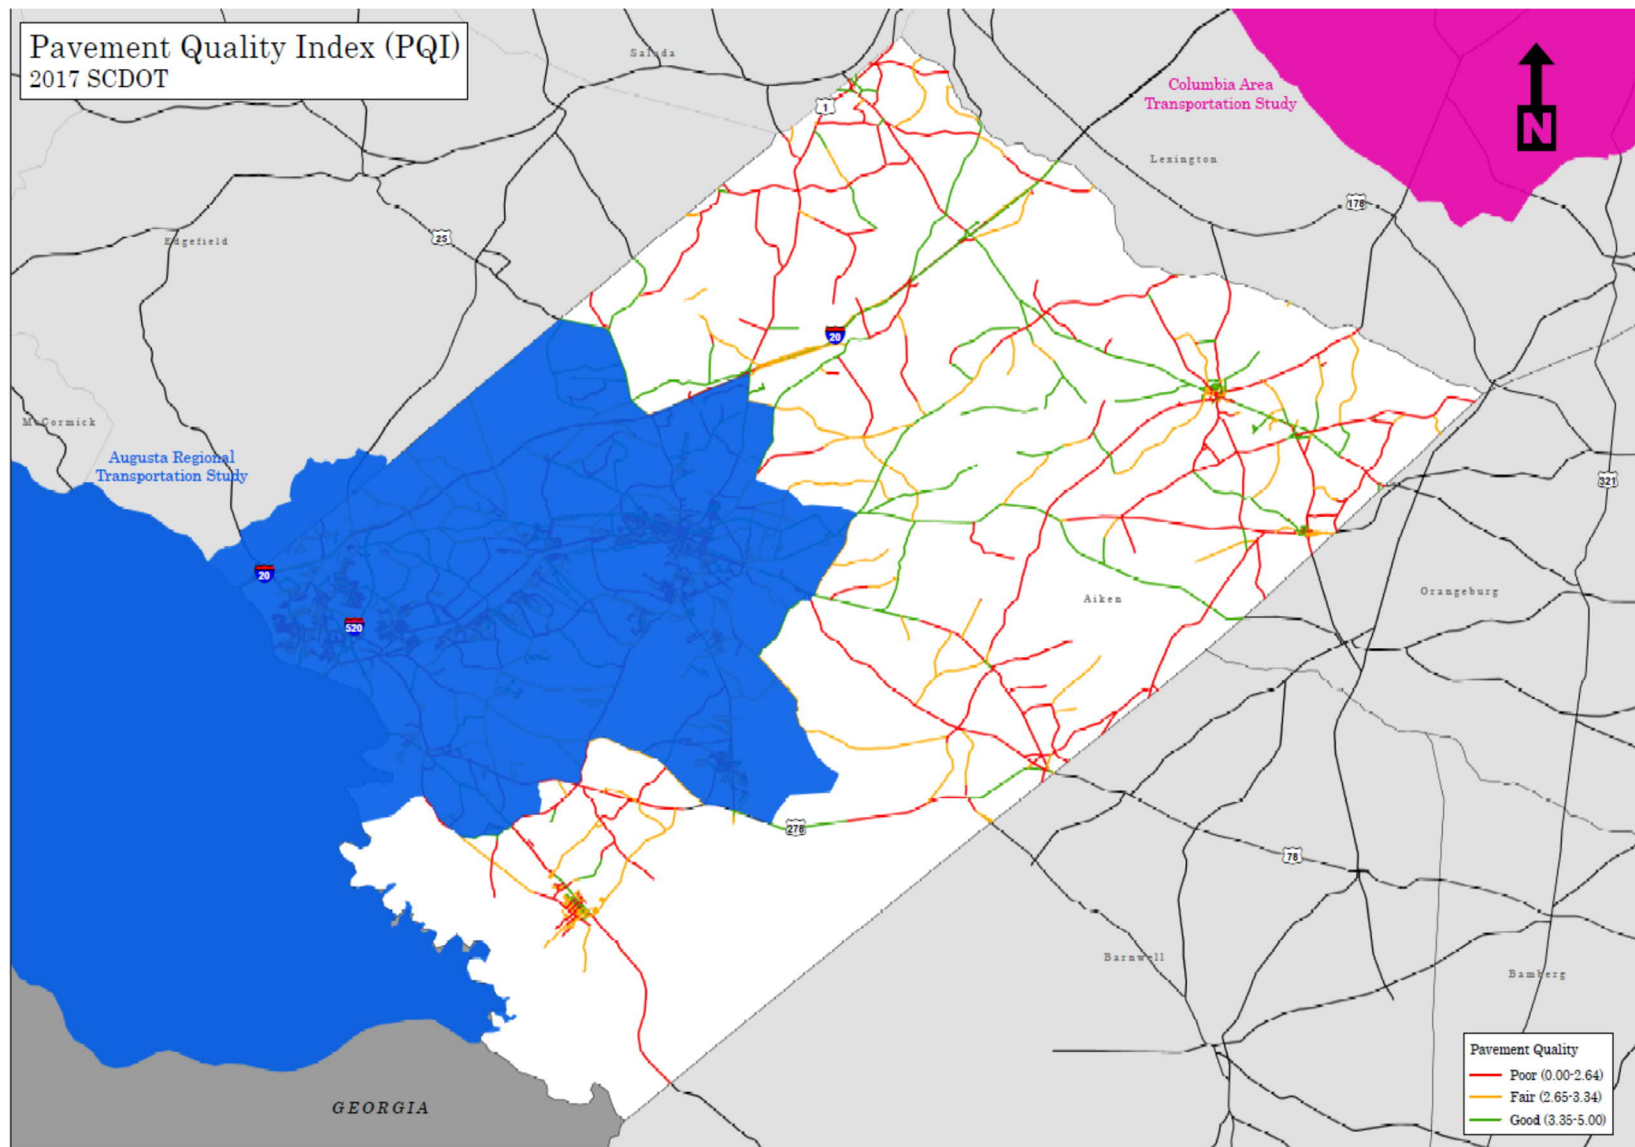 Pavement Quality Index (PQI)
2017 SCDOT
Saluda
1
Columbia Area
Transportation Study
N
Lexington
178
25
Edgefield
20
McCormick
Augusta Regional
Transportation Study
321
20
520
Aiken
Orangeburg
278
78
Barnwell
Bamberg
GEORGIA
Pavement Quality
Poor (0.00-2.64)
Fair (2.65-3.34)
Good (3.35-5.00)